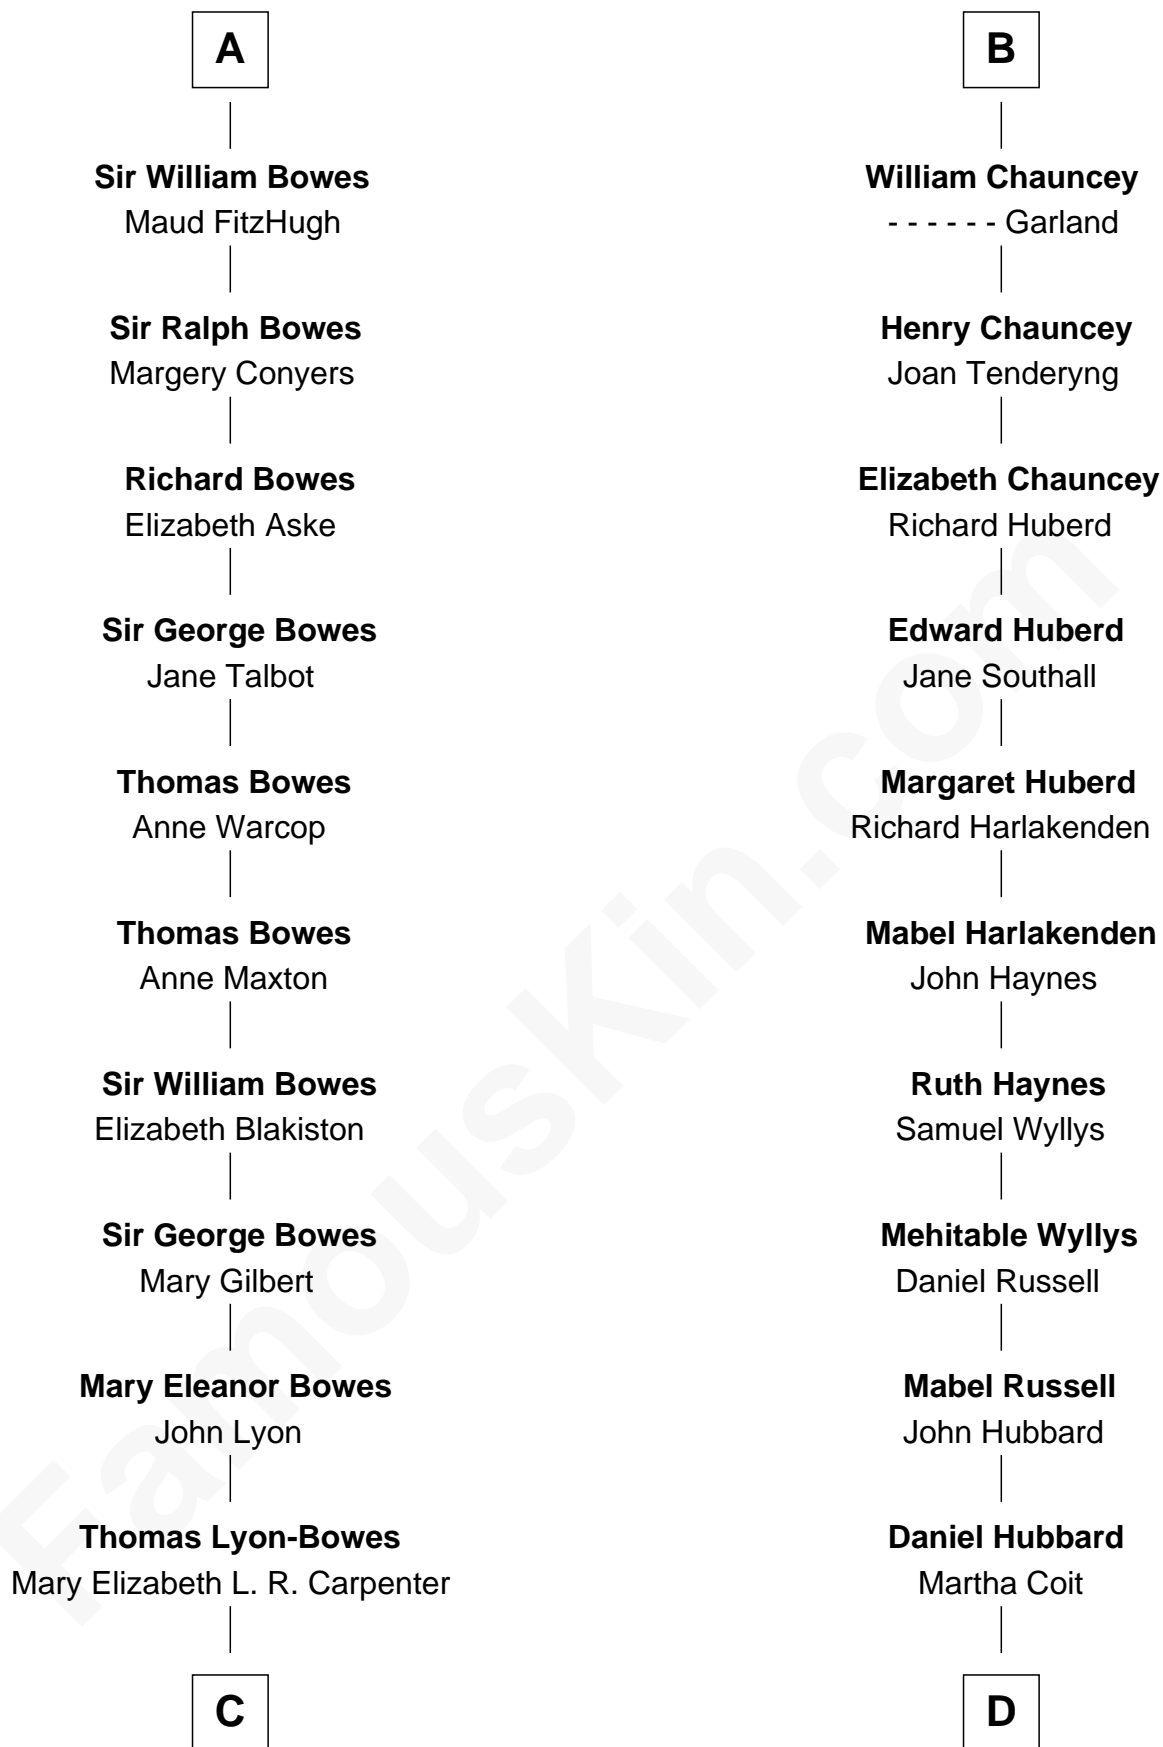 A
Sir William Bowes
Maud FitzHugh
Sir Ralph Bowes
Margery Conyers
Richard Bowes
Elizabeth Aske
Sir George Bowes
Jane Talbot
Thomas Bowes
Anne Warcop
Thomas Bowes
Anne Maxton
Sir William Bowes
Elizabeth Blakiston
Sir George Bowes
Mary Gilbert
Mary Eleanor Bowes
John Lyon
Thomas Lyon-Bowes
Mary Elizabeth L. R. Carpenter
C
B
William Chauncey
- - - - - - Garland
Henry Chauncey
Joan Tenderyng
Elizabeth Chauncey
Richard Huberd
Edward Huberd
Jane Southall
Margaret Huberd
Richard Harlakenden
Mabel Harlakenden
John Haynes
Ruth Haynes
Samuel Wyllys
Mehitable Wyllys
Daniel Russell
Mabel Russell
John Hubbard
Daniel Hubbard
Martha Coit
D
FamousKin.com